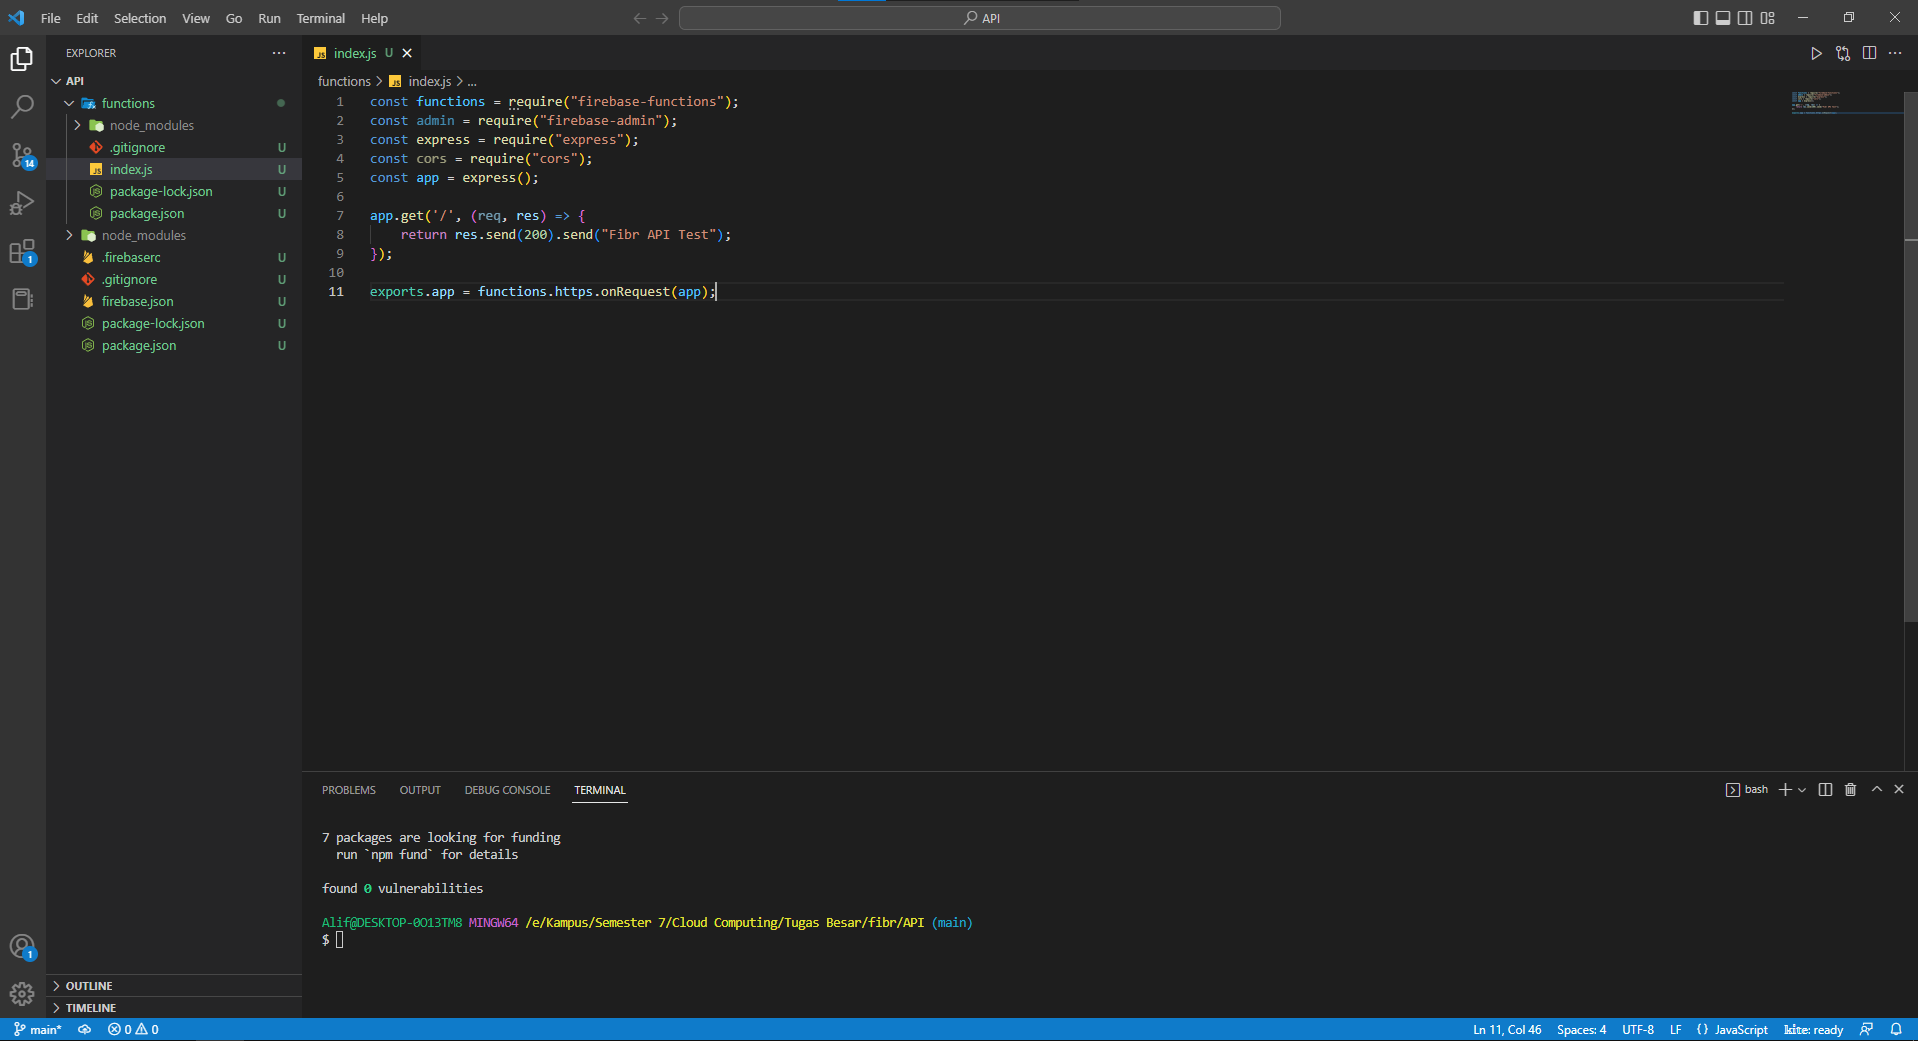 File Edit Selection View Go Run Terminal Help
API
EXPLORER
API
functions
node_modules
.gitignore U
index.js U
package-lock.json U
package.json U
node_modules
.firebaserc U
.gitignore U
firebase.json U
package-lock.json U
package.json U
OUTLINE
TIMELINE
14
1
1
index.js U
functions > index.js > ...
1 const functions = require("firebase-functions");
2 const admin = require("firebase-admin");
3 const express = require("express");
4 const cors = require("cors");
5 const app = express();
6
7 app.get('/', (req, res) => {
8 return res.send(200).send("Fibr API Test");
9 });
10
11 exports.app = functions.https.onRequest(app);
PROBLEMS OUTPUT DEBUG CONSOLE TERMINAL
bash
7 packages are looking for funding
run `npm fund` for details
found 0 vulnerabilities
Alif@DESKTOP-0O13TM8 MINGW64 /e/Kampus/Semester 7/Cloud Computing/Tugas Besar/fibr/API (main)
$
main* 0 0
Ln 11, Col 46 Spaces: 4 UTF-8 LF {} JavaScript kite: ready